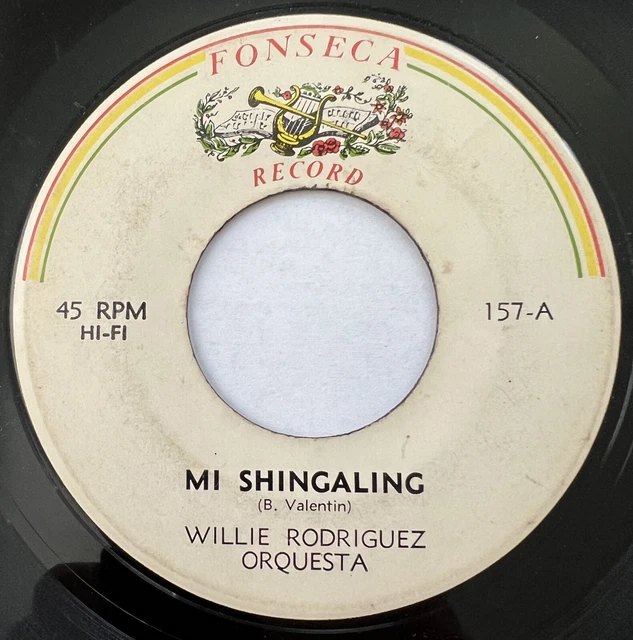 FONSECA
RECORD
45 RPM
HI-FI
157-A
MI SHINGALING
(B. Valentin)
WILLIE RODRIGUEZ
ORQUESTA